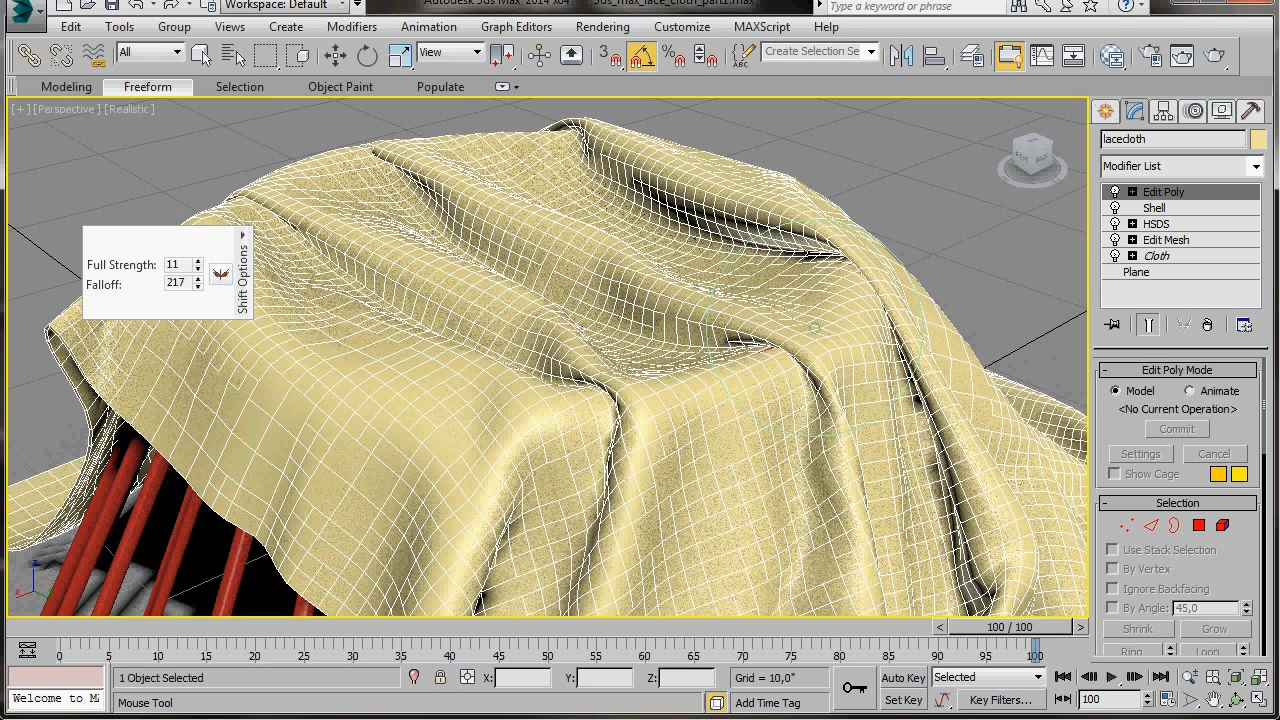 Workspace: Default
Autodesk 3ds Max 2014 x64 3ds_max_lace_cloth_part1.max
Type a keyword or phrase
Edit Tools Group Views Create Modifiers Animation Graph Editors Rendering Customize MAXScript Help
All View 3 Create Selection Se
Modeling Freeform Selection Object Paint Populate
[+] [Perspective] [Realistic]
lacecloth
Modifier List
Edit Poly
Shell
HSDS
Edit Mesh
Cloth
Plane
Full Strength: 11
Falloff: 217
Shift Options
Edit Poly Mode
Model Animate
<No Current Operation>
Commit
Settings Cancel
Show Cage
Selection
Use Stack Selection
By Vertex
Ignore Backfacing
By Angle: 45,0
Shrink Grow
Ring Loop
< 100 / 100 >
0 5 10 15 20 25 30 35 40 45 50 55 60 65 70 75 80 85 90 95 100
1 Object Selected X: Y: Z: Grid = 10,0" Auto Key Selected
Welcome to M
Mouse Tool Add Time Tag Set Key Key Filters... 100